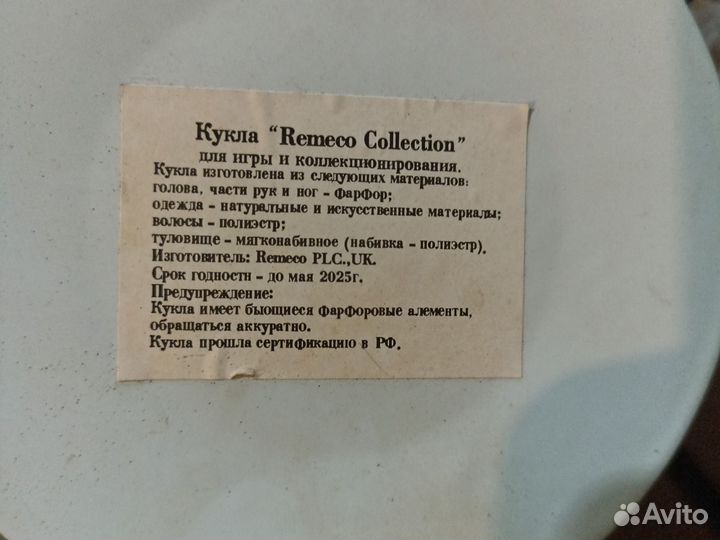 Кукла "Remeco Collection"
для игры и коллекционирования.
Кукла изготовлена из следующих материалов:
голова, части рук и ног - фарфор;
одежда - натуральные и искусственные материалы;
волосы - полиэстр;
туловище - мягконабивное (набивка - полиэстр).
Изготовитель: Remeco PLC.,UK.
Срок годности - до мая 2025г.
Предупреждение:
Кукла имеет бьющиеся фарфоровые алементы,
обращаться аккуратно.
Кукла прошла сертификацию в РФ.
Avito